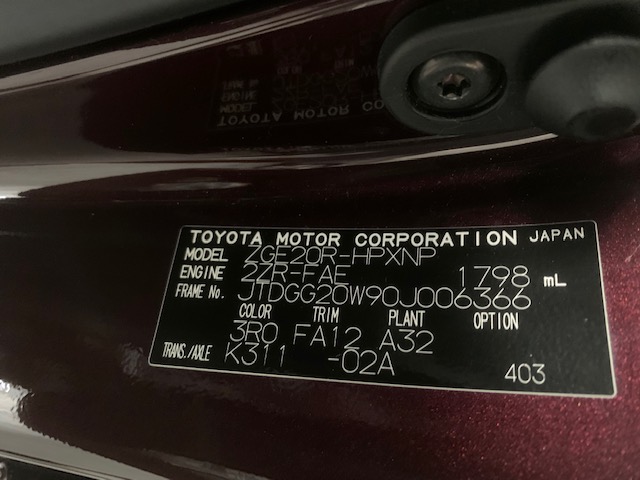 TOYOTA MOTOR CORPORATION JAPAN
MODEL ZGE20R-HPXNP
ENGINE 2ZR-FAE 1798 mL
FRAME No. JTDGG20W90J006366
COLOR TRIM PLANT OPTION
3R0 FA12 A32
TRANS./AXLE K311 -02A
403